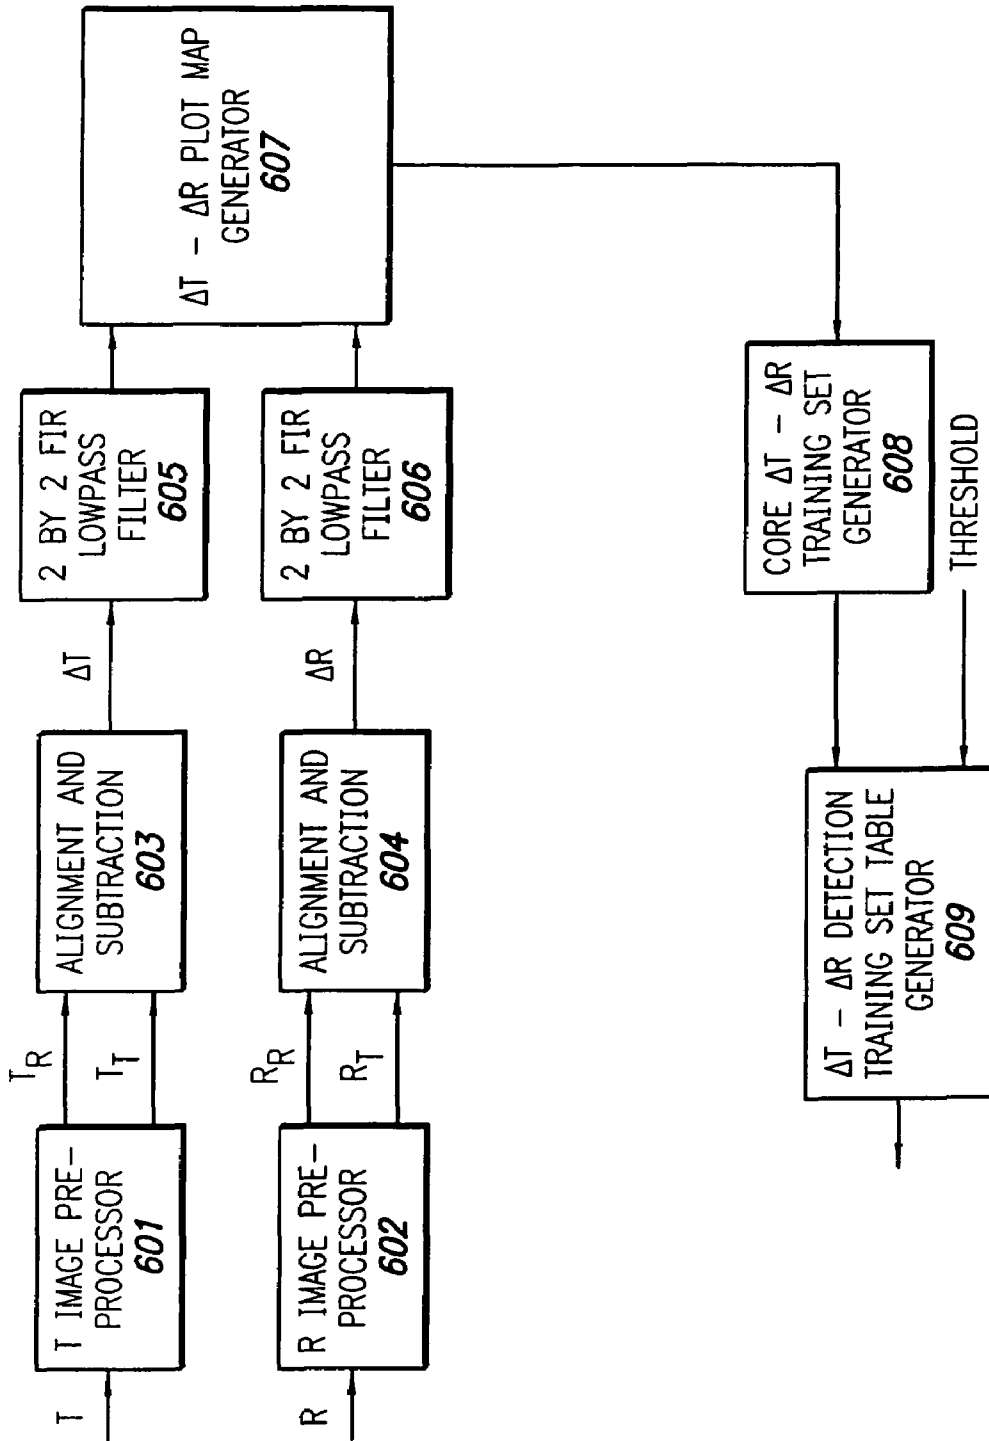 T
T IMAGE PRE-
PROCESSOR
601
T_R
T_T
ALIGNMENT AND
SUBTRACTION
603
ΔT
2 BY 2 FIR
LOWPASS
FILTER
605
R
R IMAGE PRE-
PROCESSOR
602
R_R
R_T
ALIGNMENT AND
SUBTRACTION
604
ΔR
2 BY 2 FIR
LOWPASS
FILTER
606
ΔT - ΔR PLOT MAP
GENERATOR
607
CORE ΔT - ΔR
TRAINING SET
GENERATOR
608
THRESHOLD
ΔT - ΔR DETECTION
TRAINING SET TABLE
GENERATOR
609